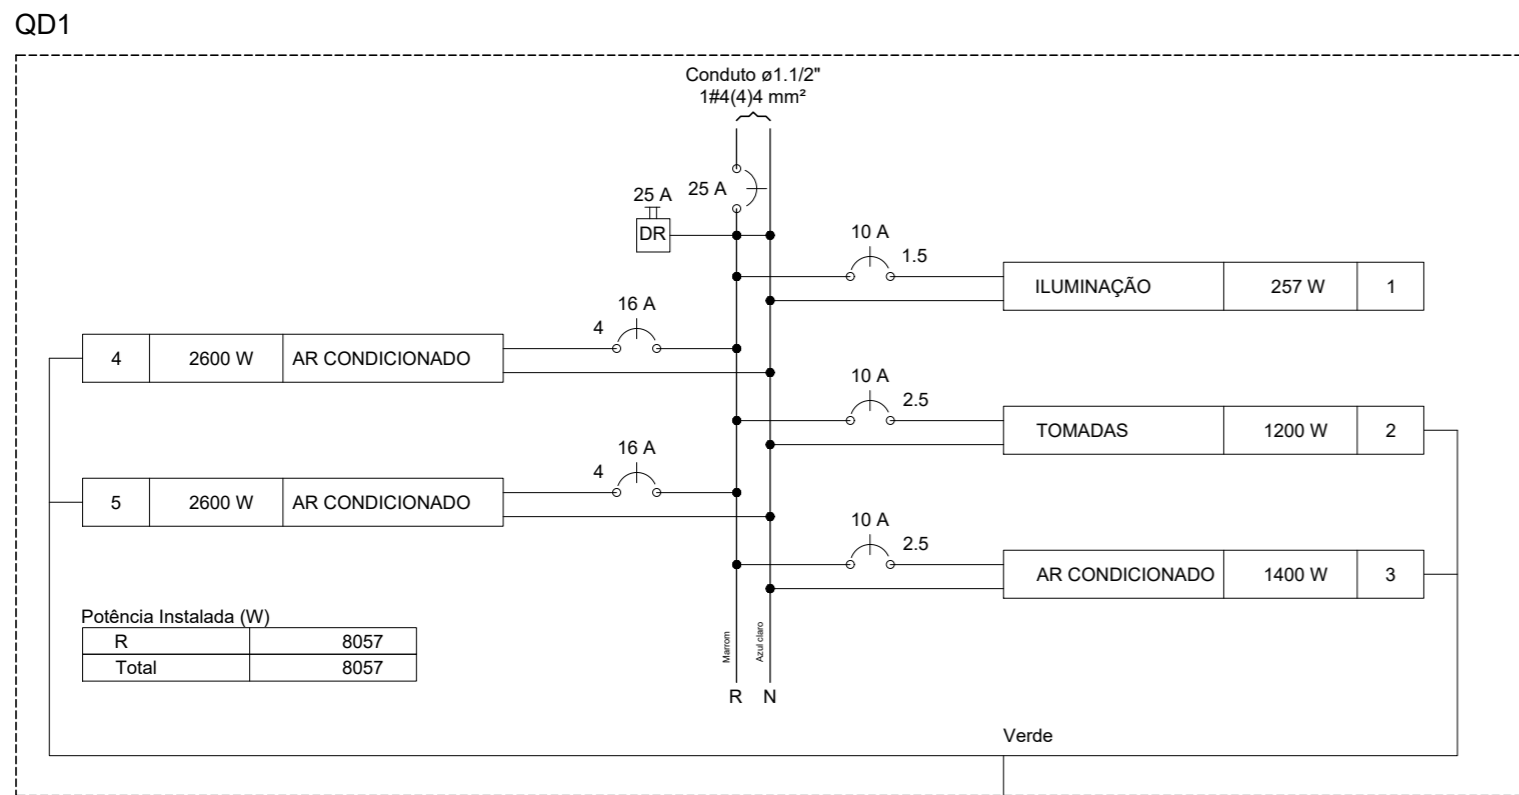 QD1
Conduto ø1.1/2"
1#4(4)4 mm²
25 A
25 A
DR
10 A
1.5
ILUMINAÇÃO 257 W 1
16 A
4
4 2600 W AR CONDICIONADO
10 A
2.5
TOMADAS 1200 W 2
16 A
4
5 2600 W AR CONDICIONADO
10 A
2.5
AR CONDICIONADO 1400 W 3
Potência Instalada (W)
R 8057
Total 8057
Marrom
Azul claro
R N
Verde